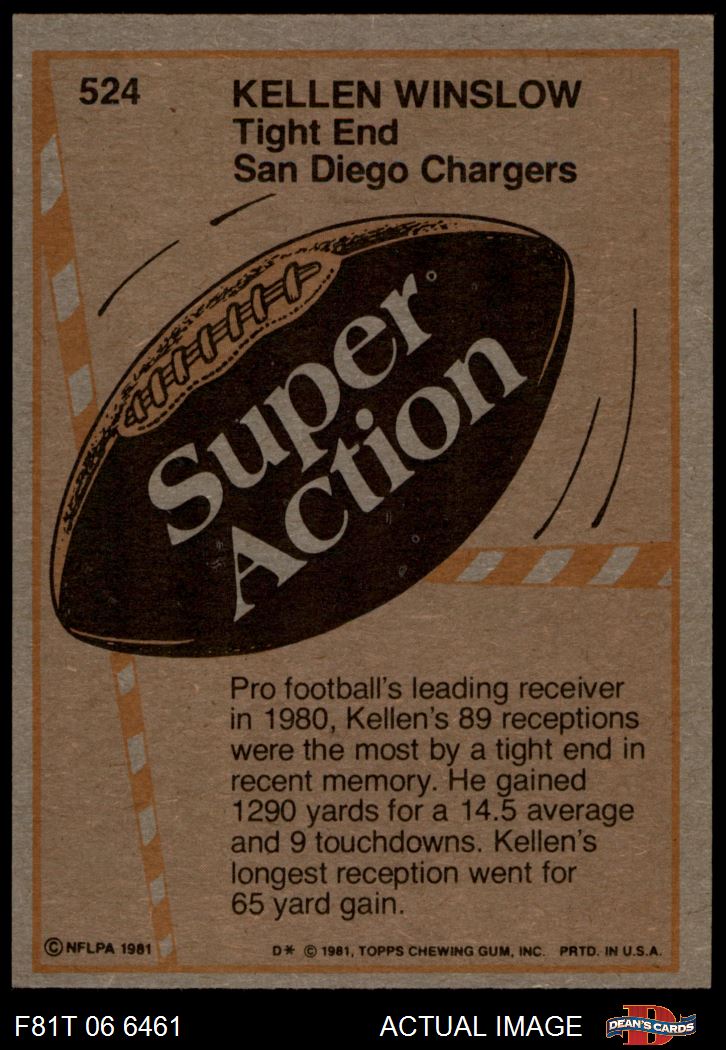 524
KELLEN WINSLOW
Tight End
San Diego Chargers
Super
Action
Pro football's leading receiver
in 1980, Kellen's 89 receptions
were the most by a tight end in
recent memory. He gained
1290 yards for a 14.5 average
and 9 touchdowns. Kellen's
longest reception went for
65 yard gain.
© NFLPA 1981
D* © 1981, TOPPS CHEWING GUM, INC. PRTD. IN U.S.A.
F81T 06 6461
ACTUAL IMAGE
D
DEAN'S CARDS